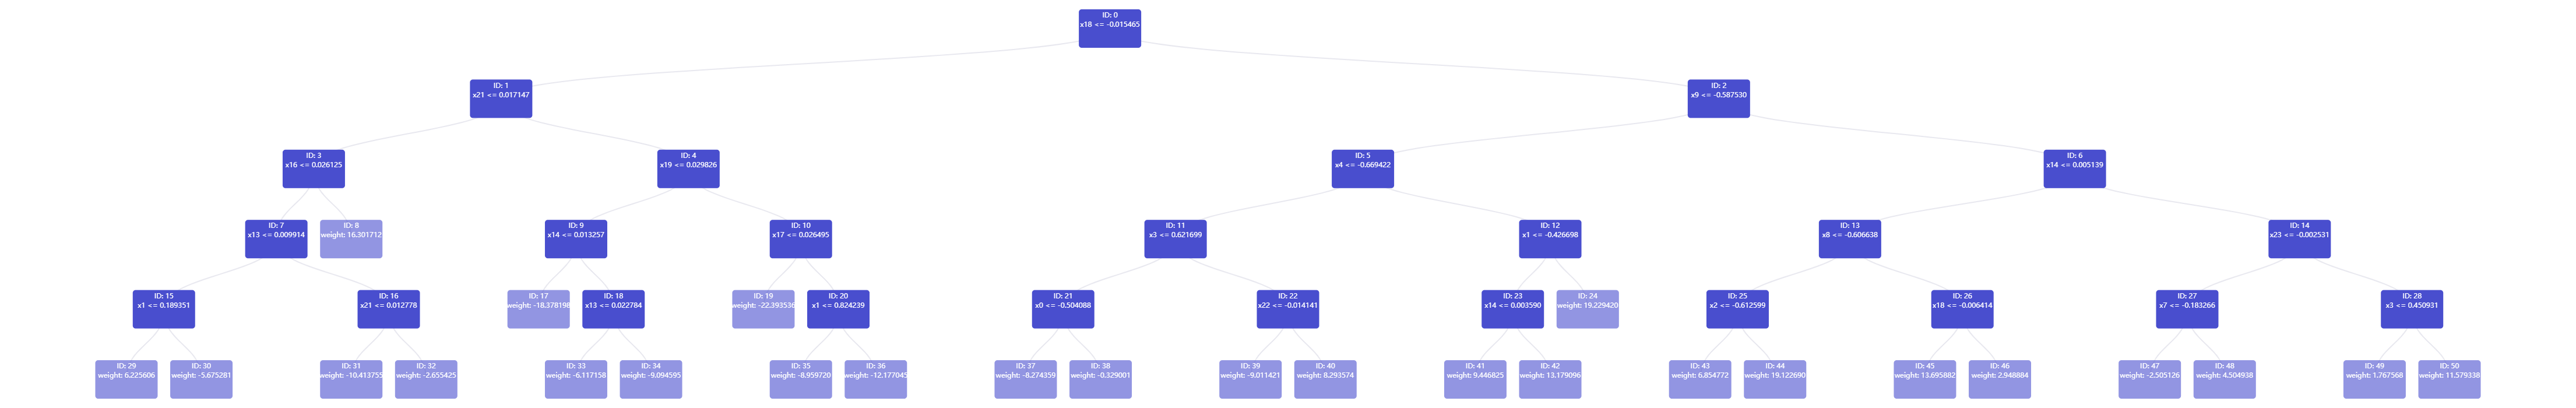 ID: 0
x18 <= -0.015465
ID: 1
x21 <= 0.017147
ID: 2
x9 <= -0.587530
ID: 3
x16 <= 0.026125
ID: 4
x19 <= 0.029826
ID: 5
x4 <= -0.669422
ID: 6
x14 <= 0.005139
ID: 7
x13 <= 0.009914
ID: 8
weight: 16.301712
ID: 9
x14 <= 0.013257
ID: 10
x17 <= 0.026495
ID: 11
x3 <= 0.621699
ID: 12
x1 <= -0.426698
ID: 13
x8 <= -0.606638
ID: 14
x23 <= -0.002531
ID: 15
x1 <= 0.189351
ID: 16
x21 <= 0.012778
ID: 17
weight: -18.378198
ID: 18
x13 <= 0.022784
ID: 19
weight: -22.393536
ID: 20
x1 <= 0.824239
ID: 21
x0 <= -0.504088
ID: 22
x22 <= -0.014141
ID: 23
x14 <= 0.003590
ID: 24
weight: 19.229420
ID: 25
x2 <= -0.612599
ID: 26
x18 <= -0.006414
ID: 27
x7 <= -0.183266
ID: 28
x3 <= 0.450931
ID: 29
weight: 6.225606
ID: 30
weight: -5.675281
ID: 31
weight: -10.413755
ID: 32
weight: -2.655425
ID: 33
weight: -6.117158
ID: 34
weight: -9.094595
ID: 35
weight: -8.959720
ID: 36
weight: -12.177045
ID: 37
weight: -8.274359
ID: 38
weight: -0.329001
ID: 39
weight: -9.011421
ID: 40
weight: 8.293574
ID: 41
weight: 9.446825
ID: 42
weight: 13.179096
ID: 43
weight: 6.854772
ID: 44
weight: 19.122690
ID: 45
weight: 13.695882
ID: 46
weight: 2.948884
ID: 47
weight: -2.505126
ID: 48
weight: 4.504938
ID: 49
weight: 1.767568
ID: 50
weight: 11.579338